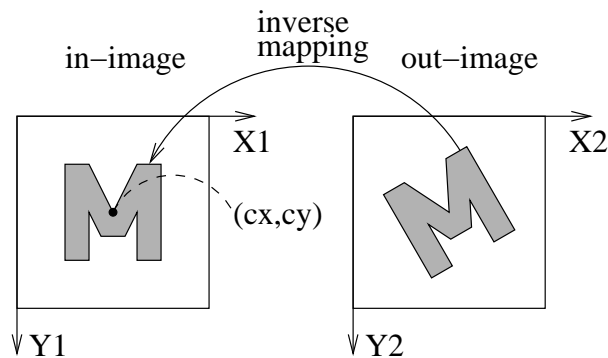 inverse
mapping
in−image
out−image
X1
X2
M
M
(cx,cy)
Y1
Y2